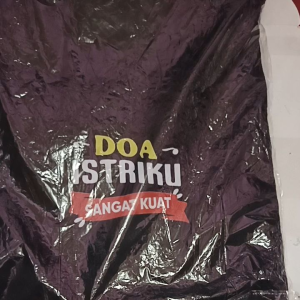 DOA
ISTRIKU
SANGAT KUAT